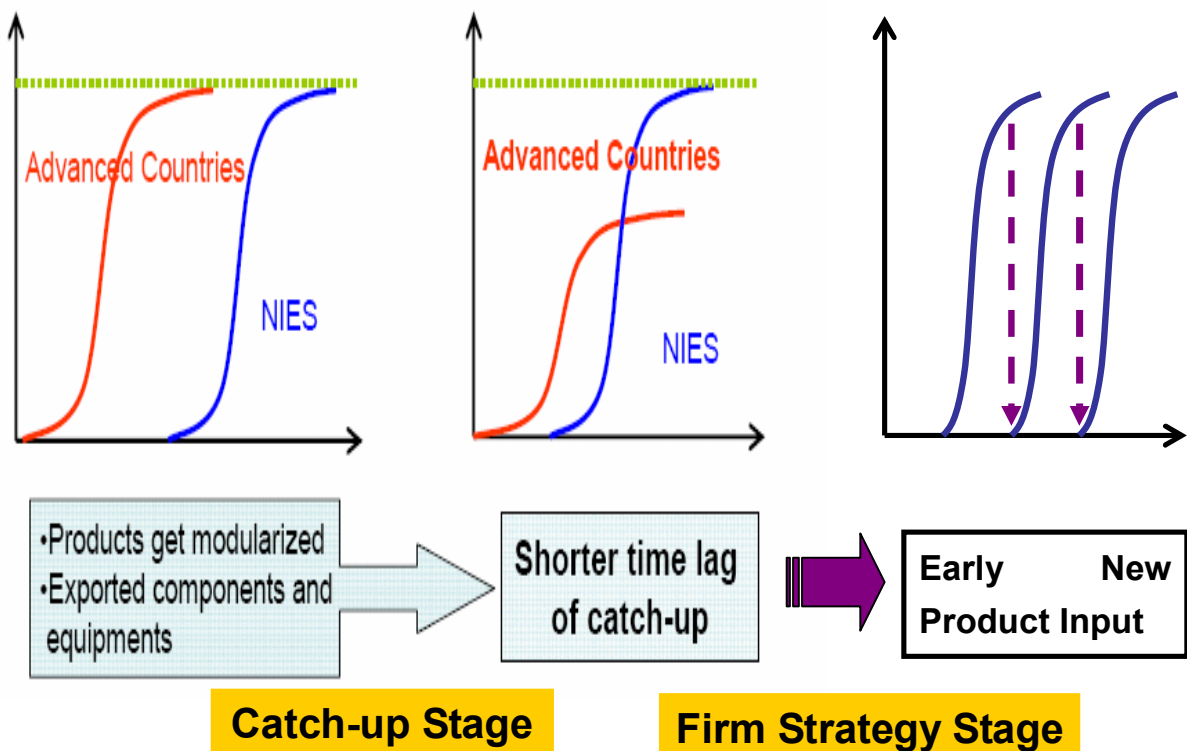 Advanced Countries
NIES
Advanced Countries
NIES
•Products get modularized
•Exported components and
equipments
Shorter time lag
of catch-up
Early New
Product Input
Catch-up Stage
Firm Strategy Stage